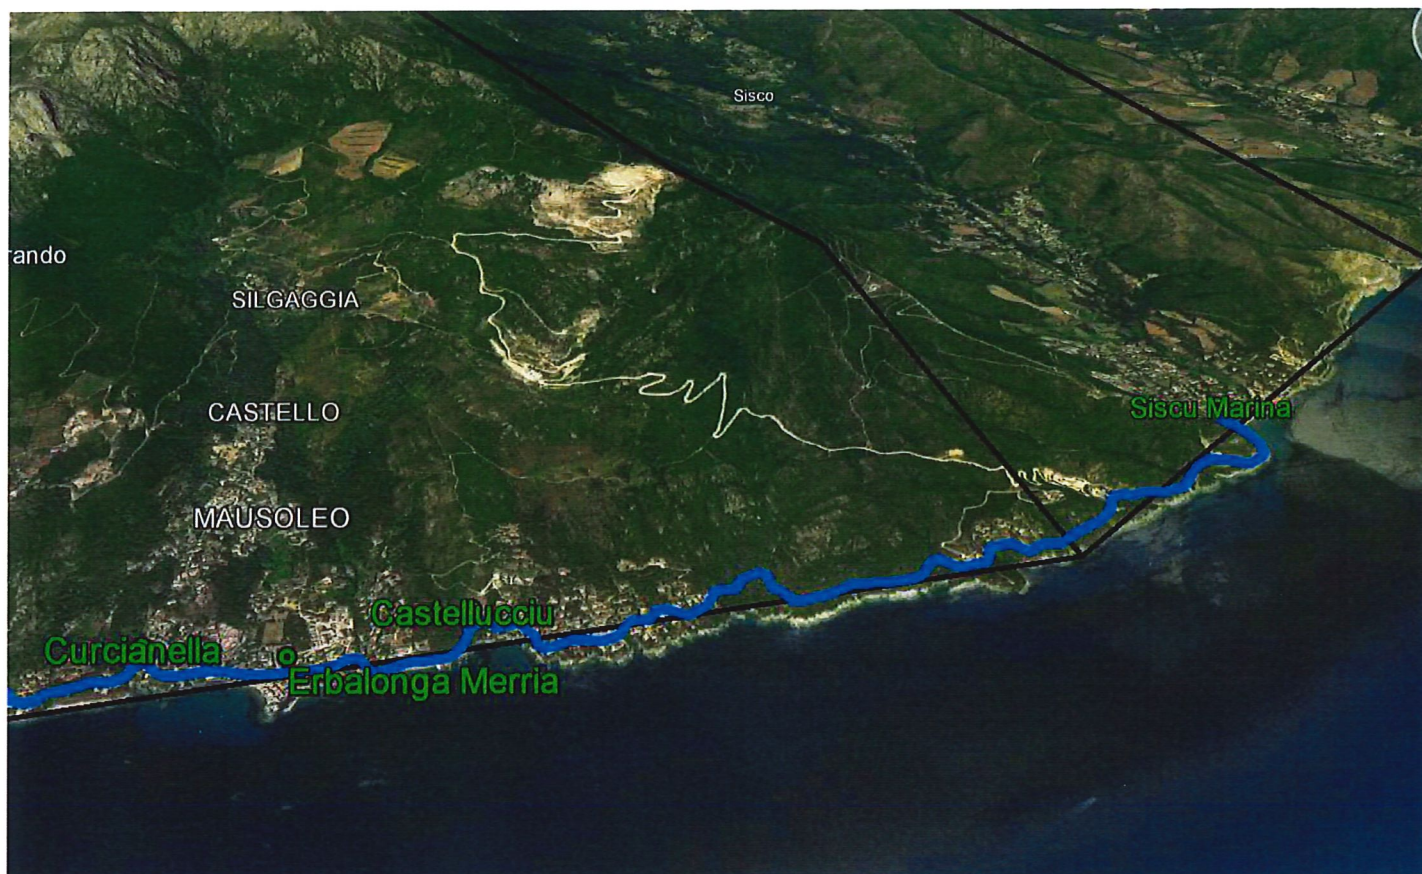 Sisco
rando
SILGAGGIA
CASTELLO
Siscu Marina
MAUSOLEO
Castellucciu
Curcianella
Erbalonga Merria